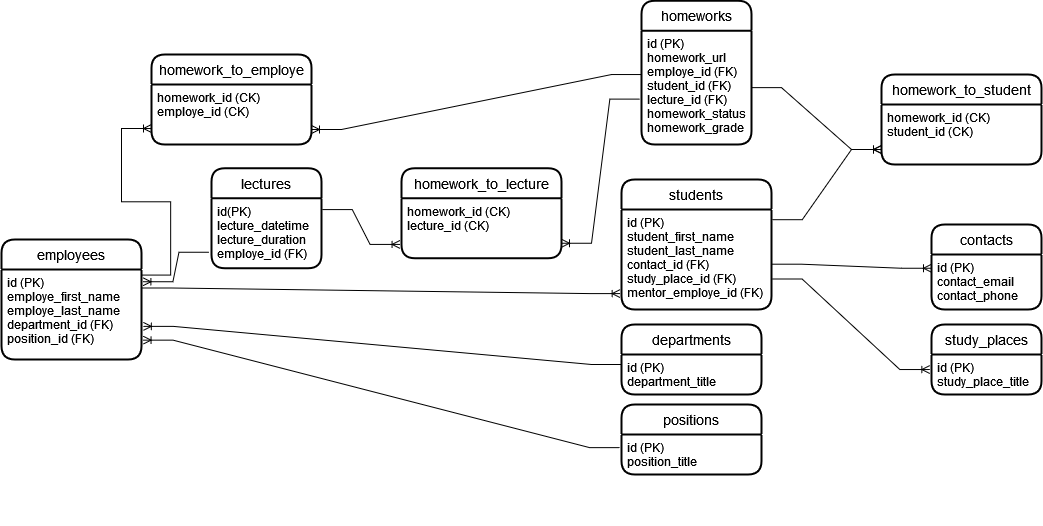 homeworks
id (PK)
homework_url
employe_id (FK)
student_id (FK)
lecture_id (FK)
homework_status
homework_grade
homework_to_employe
homework_id (CK)
employe_id (CK)
homework_to_student
homework_id (CK)
student_id (CK)
lectures
id(PK)
lecture_datetime
lecture_duration
employe_id (FK)
homework_to_lecture
homework_id (CK)
lecture_id (CK)
students
id (PK)
student_first_name
student_last_name
contact_id (FK)
study_place_id (FK)
mentor_employe_id (FK)
contacts
id (PK)
contact_email
contact_phone
employees
id (PK)
employe_first_name
employe_last_name
department_id (FK)
position_id (FK)
departments
id (PK)
department_title
study_places
id (PK)
study_place_title
positions
id (PK)
position_title